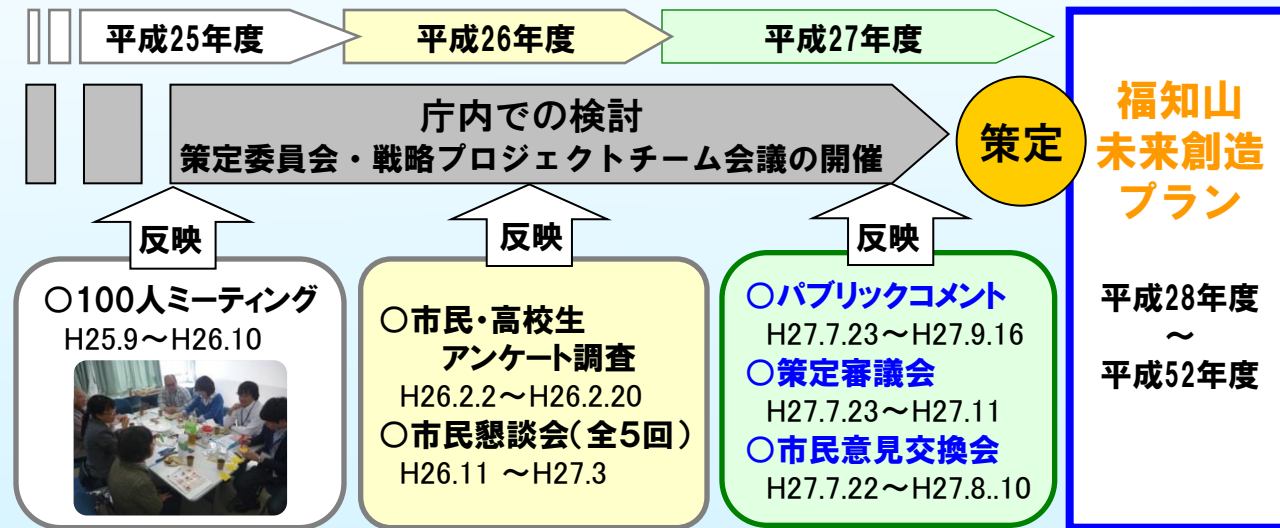 平成25年度
平成26年度
平成27年度
庁内での検討
策定委員会・戦略プロジェクトチーム会議の開催
策定
福知山
未来創造
プラン
平成28年度
～
平成52年度
反映
反映
反映
○100人ミーティング
H25.9～H26.10
○市民・高校生
アンケート調査
H26.2.2～H26.2.20
○市民懇談会（全５回）
H26.11 ～H27.3
○パブリックコメント
H27.7.23～H27.9.16
○策定審議会
H27.7.23～H27.11
○市民意見交換会
H27.7.22～H27.8..10